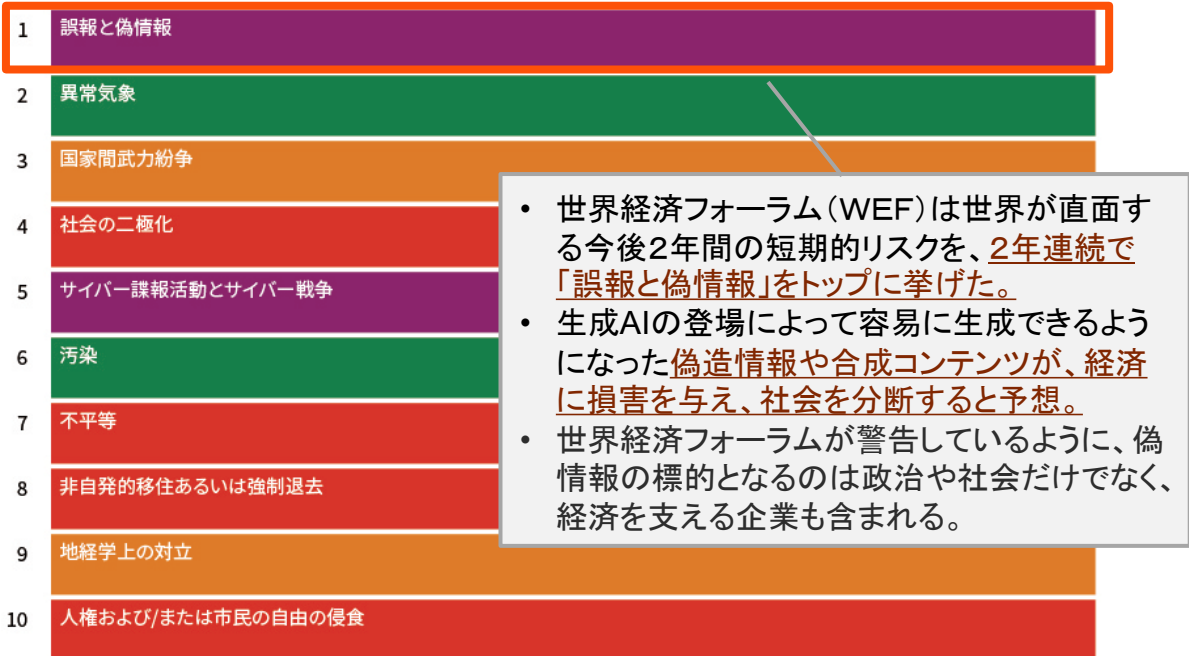 1 誤報と偽情報
2 異常気象
3 国家間武力紛争
4 社会の二極化
5 サイバー諜報活動とサイバー戦争
6 汚染
7 不平等
8 非自発的移住あるいは強制退去
9 地経学上の対立
10 人権および/または市民の自由の侵食
• 世界経済フォーラム（WEF）は世界が直面す
る今後２年間の短期的リスクを、２年連続で
「誤報と偽情報」をトップに挙げた。
• 生成AIの登場によって容易に生成できるよう
になった偽造情報や合成コンテンツが、経済
に損害を与え、社会を分断すると予想。
• 世界経済フォーラムが警告しているように、偽
情報の標的となるのは政治や社会だけでなく、
経済を支える企業も含まれる。